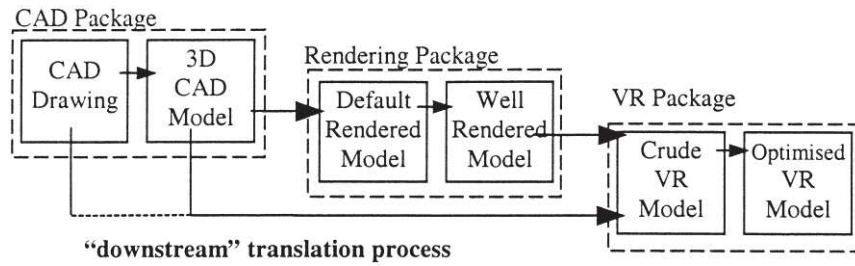 CAD Package
CAD
Drawing
3D
CAD
Model
Rendering Package
Default
Rendered
Model
Well
Rendered
Model
VR Package
Crude
VR
Model
Optimised
VR
Model
“downstream” translation process